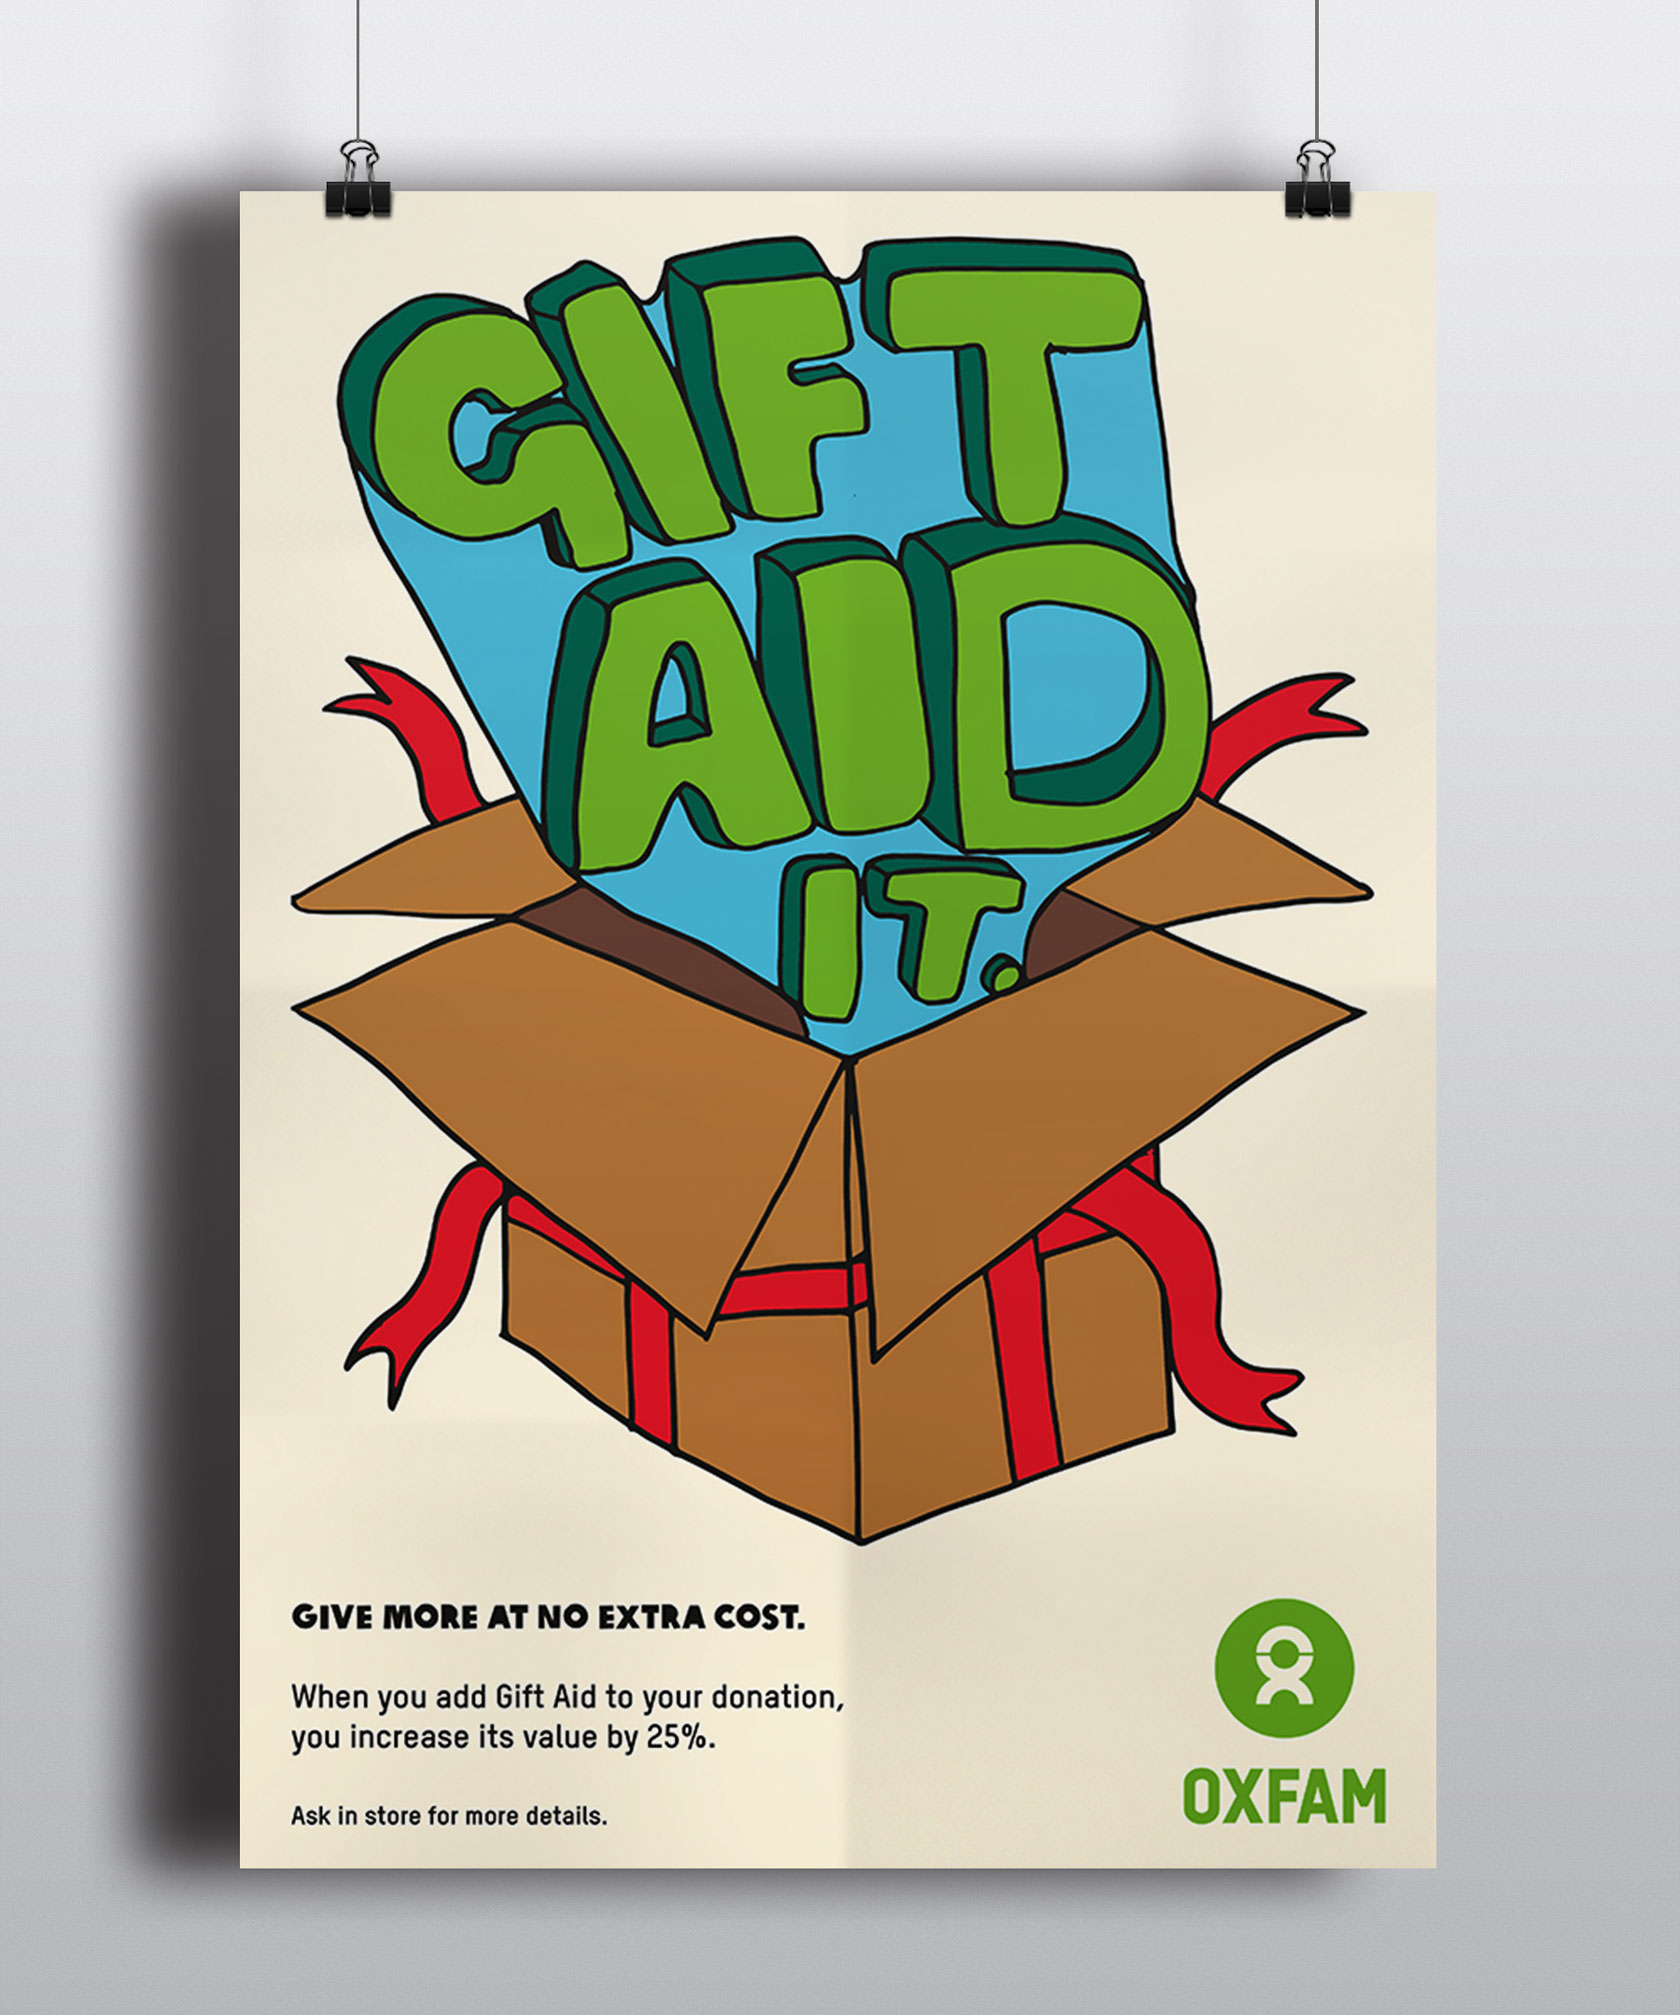 GIFT
AID
IT.
GIVE MORE AT NO EXTRA COST.
When you add Gift Aid to your donation,
you increase its value by 25%.
Ask in store for more details.
OXFAM